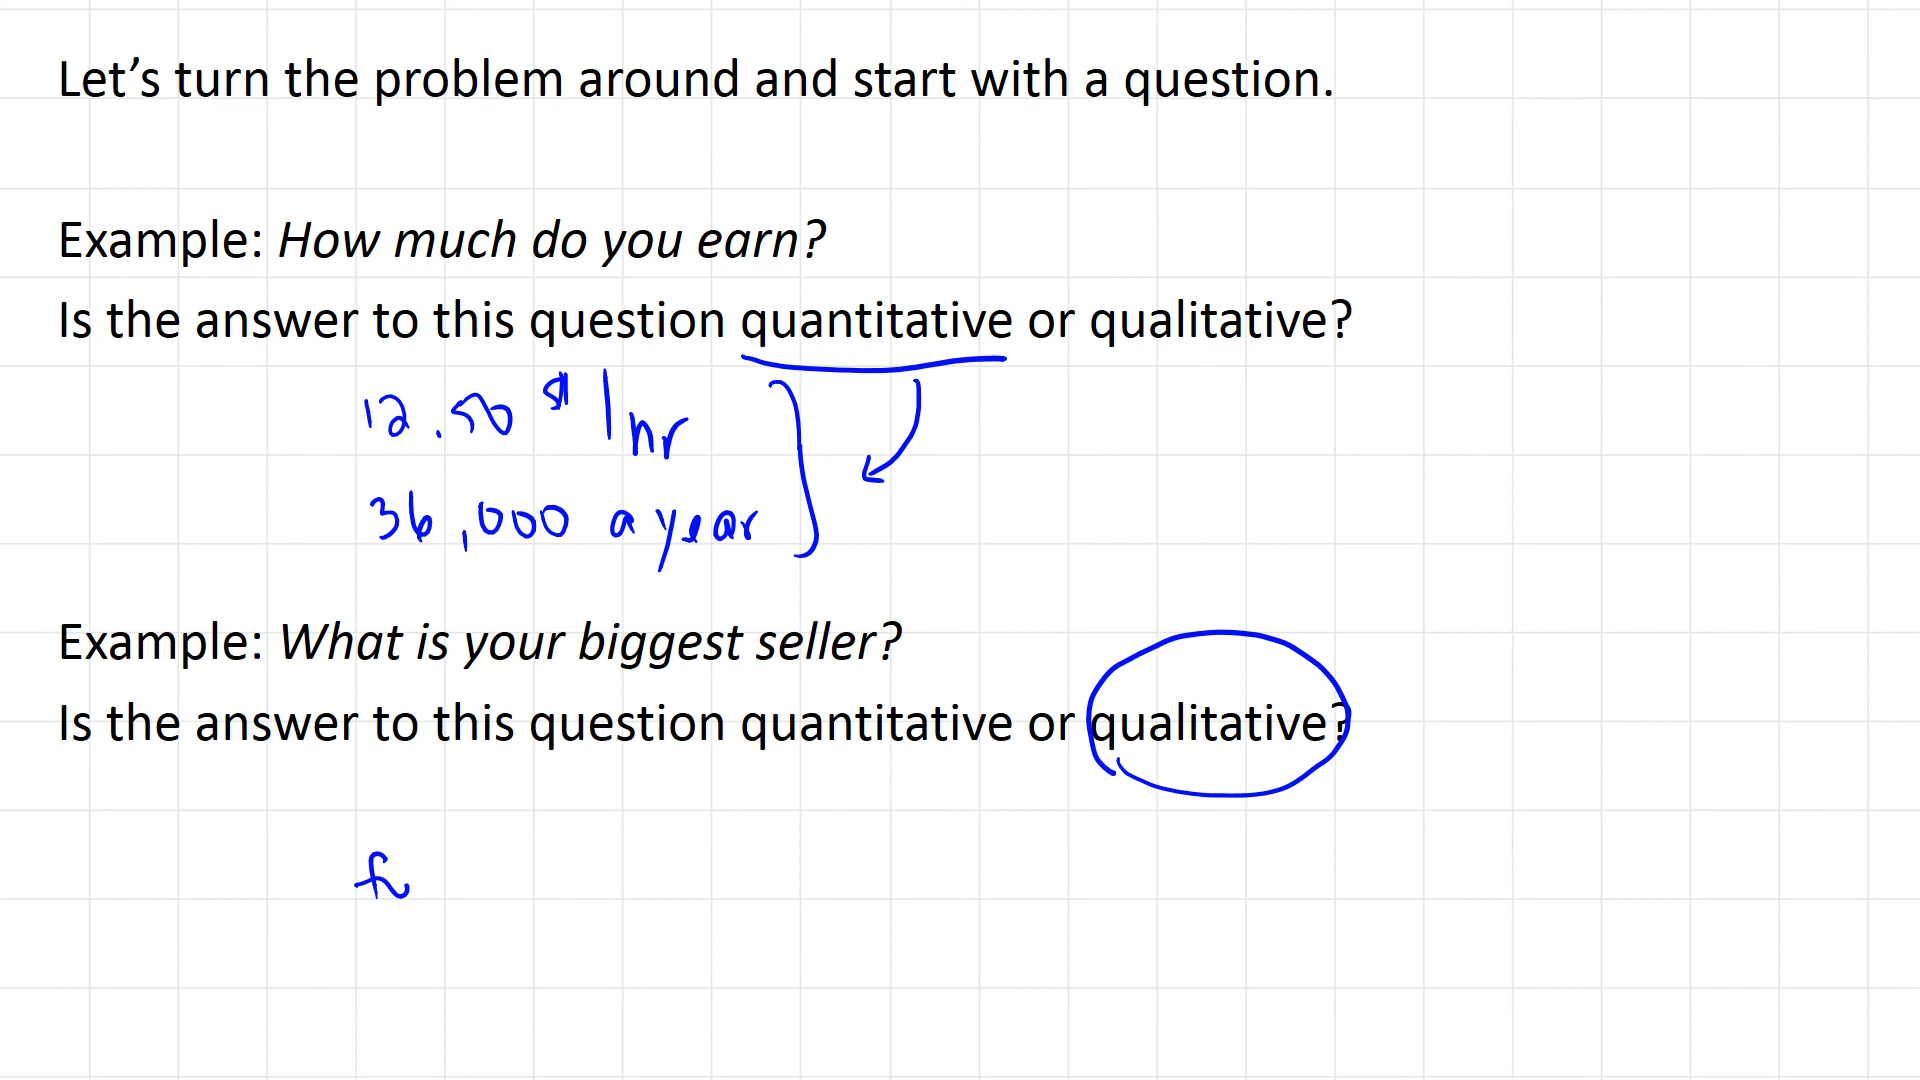 Let’s turn the problem around and start with a question.
Example: How much do you earn?
Is the answer to this question quantitative or qualitative?
12.50 $/hr
36,000 a year
Example: What is your biggest seller?
Is the answer to this question quantitative or qualitative?